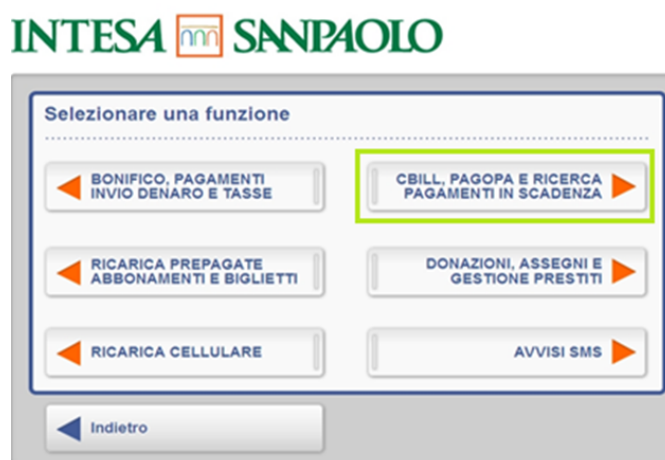 INTESA SANPAOLO
Selezionare una funzione
BONIFICO, PAGAMENTI
INVIO DENARO E TASSE
CBILL, PAGOPA E RICERCA
PAGAMENTI IN SCADENZA
RICARICA PREPAGATE
ABBONAMENTI E BIGLIETTI
DONAZIONI, ASSEGNI E
GESTIONE PRESTITI
RICARICA CELLULARE
AVVISI SMS
Indietro